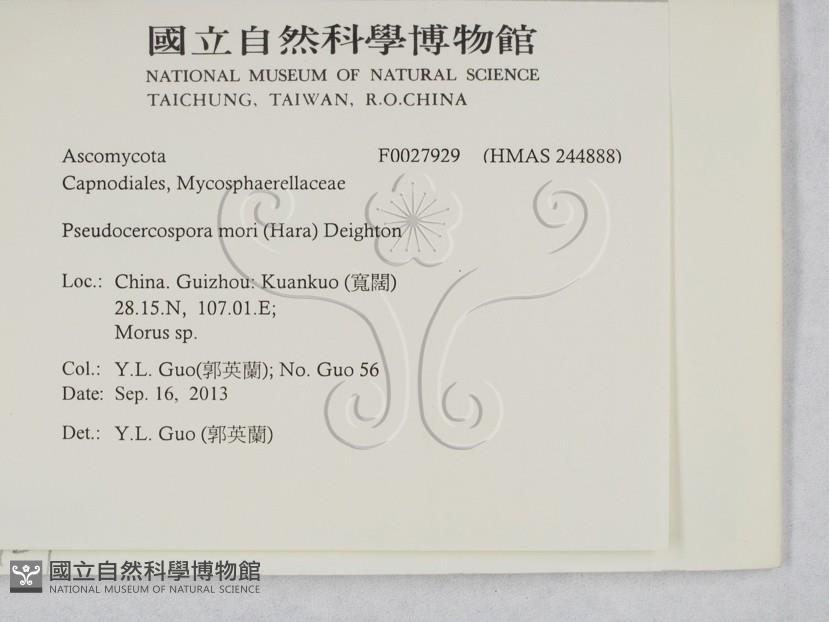 國立自然科學博物館
NATIONAL MUSEUM OF NATURAL SCIENCE
TAICHUNG, TAIWAN, R.O.CHINA
Ascomycota F0027929 (HMAS 244888)
Capnodiales, Mycosphaerellaceae
Pseudocercospora mori (Hara) Deighton
Loc.: China. Guizhou: Kuankuo (寬闊)
28.15.N, 107.01.E;
Morus sp.
Col.: Y.L. Guo(郭英蘭); No. Guo 56
Date: Sep. 16, 2013
Det.: Y.L. Guo (郭英蘭)
國立自然科學博物館
NATIONAL MUSEUM OF NATURAL SCIENCE